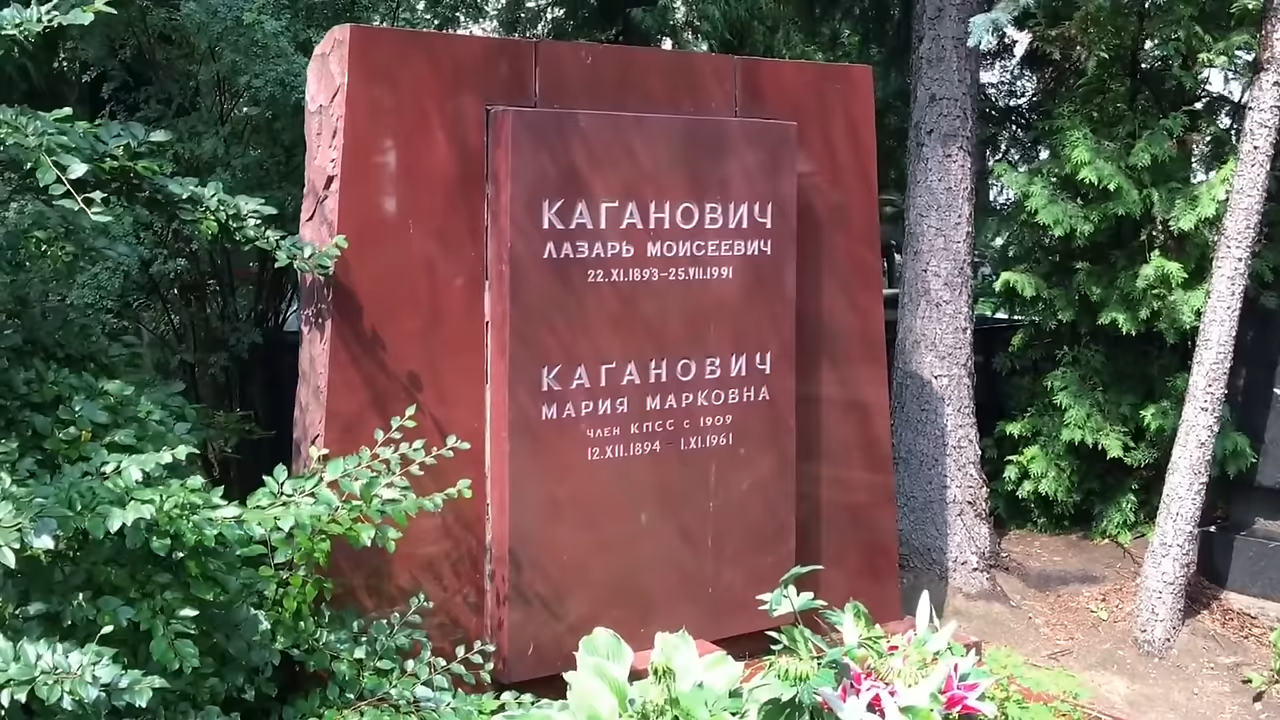 КАГАНОВИЧ
ЛАЗАРЬ МОИСЕЕВИЧ
22.XI.1893–25.VII.1991
КАГАНОВИЧ
МАРИЯ МАРКОВНА
ЧЛЕН КПСС с 1909
12.XII.1894 – 1.XI.1961